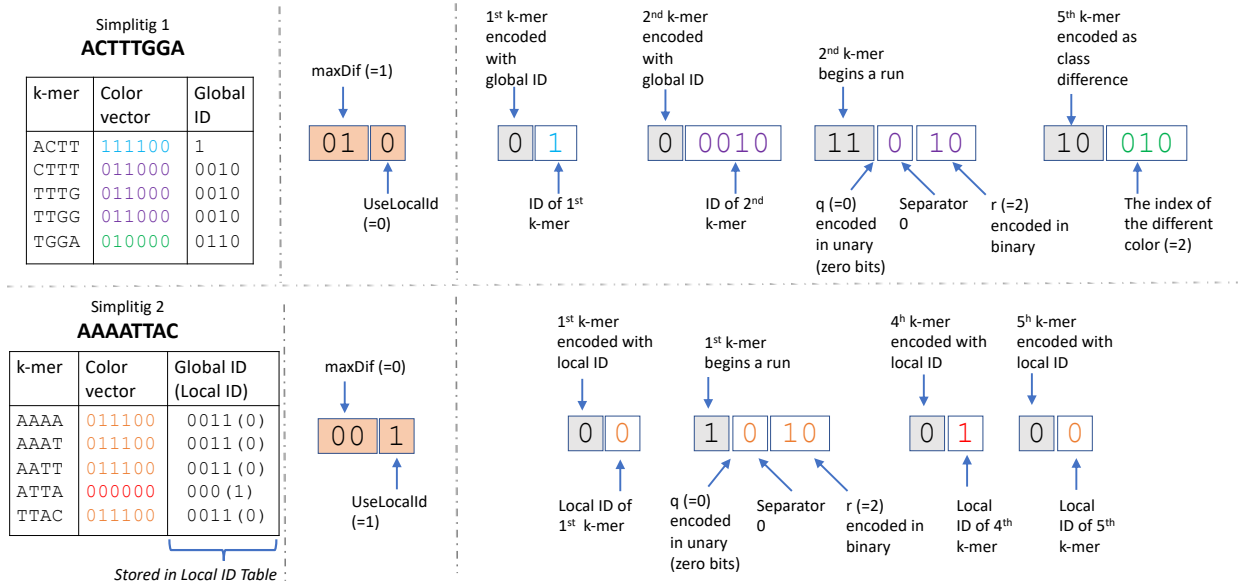 Simplitig 1
ACTTTGGA
k-mer Color vector Global ID
ACTT 111100 1
CTTT 011000 0010
TTTG 011000 0010
TTGG 011000 0010
TGGA 010000 0110
maxDif (=1)
01 0
UseLocalId
(=0)
1st k-mer
encoded
with
global ID
0 1
ID of 1st
k-mer
2nd k-mer
encoded
with
global ID
0 0010
ID of 2nd
k-mer
2nd k-mer
begins a run
11 0 10
q (=0)
encoded
in unary
(zero bits)
Separator
0
r (=2)
encoded in
binary
5th k-mer
encoded as
class
difference
10 010
The index of
the different
color (=2)
Simplitig 2
AAAATTAC
k-mer Color vector Global ID (Local ID)
AAAA 011100 0011(0)
AAAT 011100 0011(0)
AATT 011100 0011(0)
ATTA 000000 000(1)
TTAC 011100 0011(0)
Stored in Local ID Table
maxDif (=0)
00 1
UseLocalId
(=1)
1st k-mer
encoded with
local ID
0 0
Local ID of
1st k-mer
1st k-mer
begins a run
1 0 10
q (=0)
encoded
in unary
(zero bits)
Separator
0
r (=2)
encoded in
binary
4h k-mer
encoded with
local ID
0 1
Local
ID of 4th
k-mer
5h k-mer
encoded with
local ID
0 0
Local
ID of 5th
k-mer